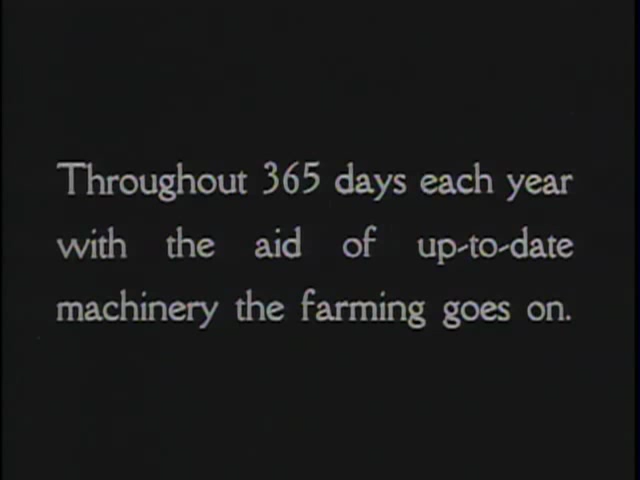 Throughout 365 days each year
with the aid of up-to-date
machinery the farming goes on.